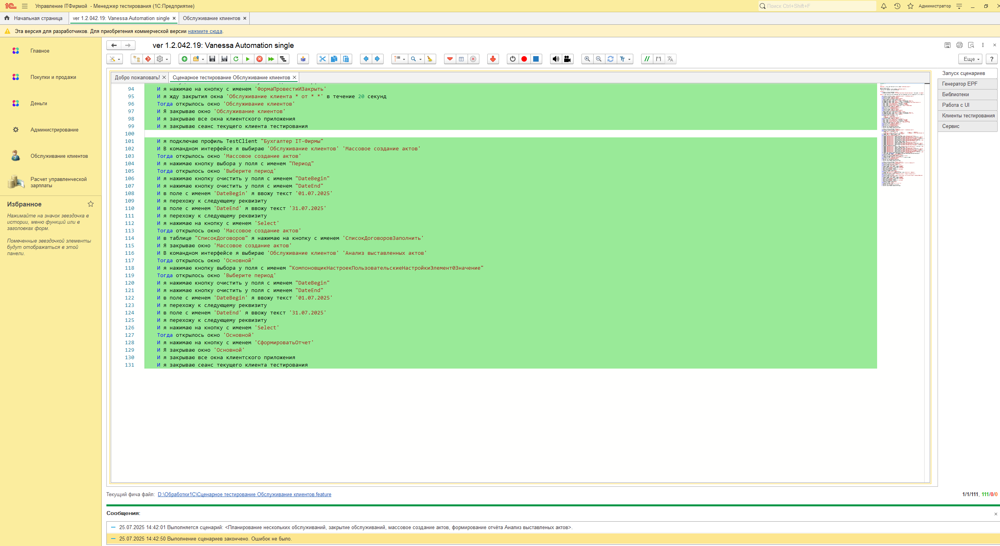 Управление ITФирмой - Менеджер тестирования (1С:Предприятие)
Поиск Ctrl+Shift+F
Администратор
Начальная страница
ver 1.2.042.19: Vanessa Automation single
Обслуживание клиентов
Эта версия для разработчиков. Для приобретения коммерческой версии нажмите сюда.
Главное
Покупки и продажи
Деньги
Администрирование
Обслуживание клиентов
Расчет управленческой
зарплаты
Избранное
Нажимайте на значок звездочка в
истории, меню функций или в
заголовках форм.
Помеченные звездочкой элементы
будут отображаться в этой
панели.
ver 1.2.042.19: Vanessa Automation single
Еще
?
Добро пожаловать!
Сценарное тестирование Обслуживание клиентов
94 И я нажимаю на кнопку с именем 'ФормаПровестиИЗакрыть'
95 И я жду закрытия окна 'Обслуживание клиента * от * *' в течение 20 секунд
96 Тогда открылось окно 'Обслуживание клиентов'
97 И Я закрываю окно 'Обслуживание клиентов'
98 И я закрываю все окна клиентского приложения
99 И я закрываю сеанс текущего клиента тестирования
100
101 И я подключаю профиль TestClient "Бухгалтер IT-Фирмы"
102 И В командном интерфейсе я выбираю 'Обслуживание клиентов' 'Массовое создание актов'
103 Тогда открылось окно 'Массовое создание актов'
104 И я нажимаю кнопку выбора у поля с именем "Период"
105 Тогда открылось окно 'Выберите период'
106 И я нажимаю кнопку очистить у поля с именем "DateBegin"
107 И я нажимаю кнопку очистить у поля с именем "DateEnd"
108 И в поле с именем 'DateBegin' я ввожу текст '01.07.2025'
109 И я перехожу к следующему реквизиту
110 И в поле с именем 'DateEnd' я ввожу текст '31.07.2025'
111 И я перехожу к следующему реквизиту
112 И я нажимаю на кнопку с именем 'Select'
113 Тогда открылось окно 'Массовое создание актов'
114 И в таблице "СписокДоговоров" я нажимаю на кнопку с именем 'СписокДоговоровЗаполнить'
115 И Я закрываю окно 'Массовое создание актов'
116 И В командном интерфейсе я выбираю 'Обслуживание клиентов' 'Анализ выставленных актов'
117 Тогда открылось окно 'Основной'
118 И я нажимаю кнопку выбора у поля с именем "КомпоновщикНастроекПользовательскиеНастройкиЭлемент0Значение"
119 Тогда открылось окно 'Выберите период'
120 И я нажимаю кнопку очистить у поля с именем "DateBegin"
121 И я нажимаю кнопку очистить у поля с именем "DateEnd"
122 И в поле с именем 'DateBegin' я ввожу текст '01.07.2025'
123 И я перехожу к следующему реквизиту
124 И в поле с именем 'DateEnd' я ввожу текст '31.07.2025'
125 И я перехожу к следующему реквизиту
126 И я нажимаю на кнопку с именем 'Select'
127 Тогда открылось окно 'Основной'
128 И я нажимаю на кнопку с именем 'СформироватьОтчет'
129 И Я закрываю окно 'Основной'
130 И я закрываю все окна клиентского приложения
131 И я закрываю сеанс текущего клиента тестирования
Запуск сценариев
Генератор EPF
Библиотеки
Работа с UI
Клиенты тестирования
Сервис
Текущий фича файл: D:\Обработки1С\Сценарное тестирование Обслуживание клиентов.feature
1/1/111, 111/0/0
Сообщения:
25.07.2025 14:42:01 Выполняется сценарий: <Планирование нескольких обслуживаний, закрытие обслуживаний, массовое создание актов, формирование отчёта Анализ выставленых актов>.
25.07.2025 14:42:50 Выполнение сценариев закончено. Ошибок не было.